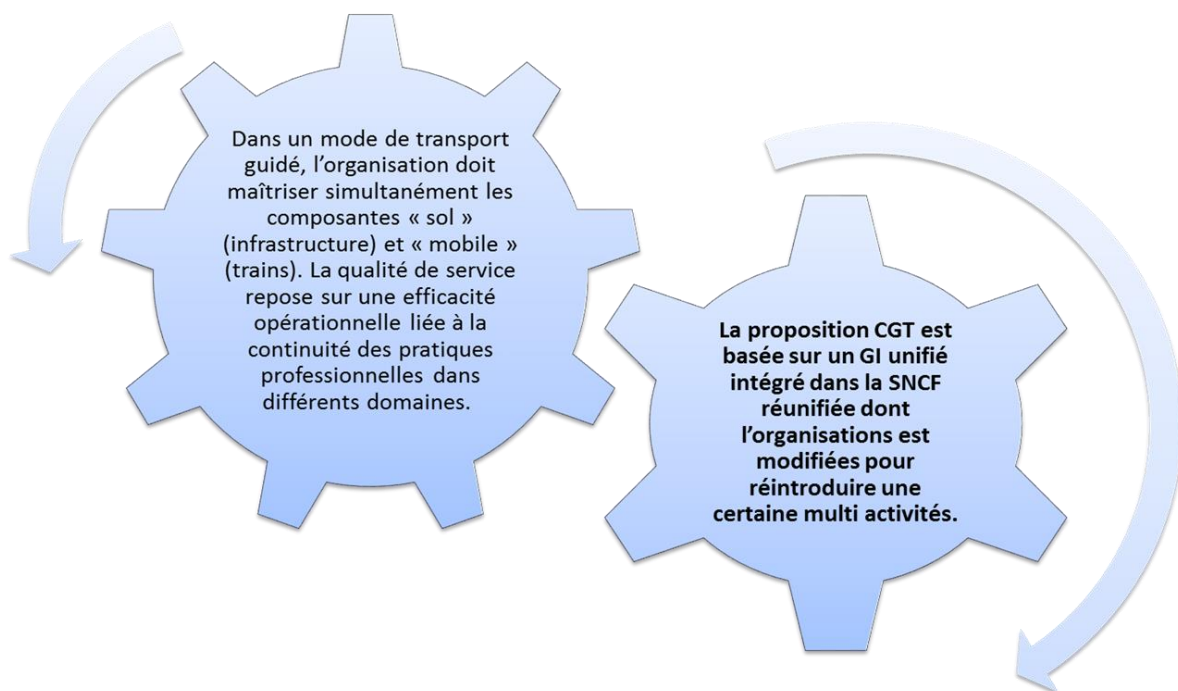 Dans un mode de transport
guidé, l’organisation doit
maîtriser simultanément les
composantes « sol »
(infrastructure) et « mobile »
(trains). La qualité de service
repose sur une efficacité
opérationnelle liée à la
continuité des pratiques
professionnelles dans
différents domaines.
La proposition CGT est
basée sur un GI unifié
intégré dans la SNCF
réunifiée dont
l’organisations est
modifiées pour
réintroduire une
certaine multi activités.